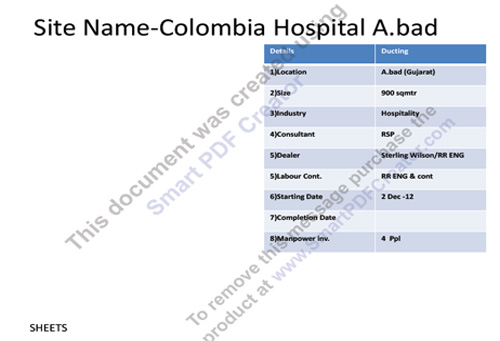 Site Name-Colombia Hospital A.bad
Details Ducting
1)Location A.bad (Gujarat)
2)Size 900 sqmtr
3)Industry Hospitality
4)Consultant RSP
5)Dealer Sterling Wilson/RR ENG
5)Labour Cont. RR ENG & cont
6)Starting Date 2 Dec -12
7)Completion Date
8)Manpower inv. 4 Ppl
SHEETS
This document was created using
Smart PDF Creator
To remove this message purchase the
product at www.SmartPDFCreator.com